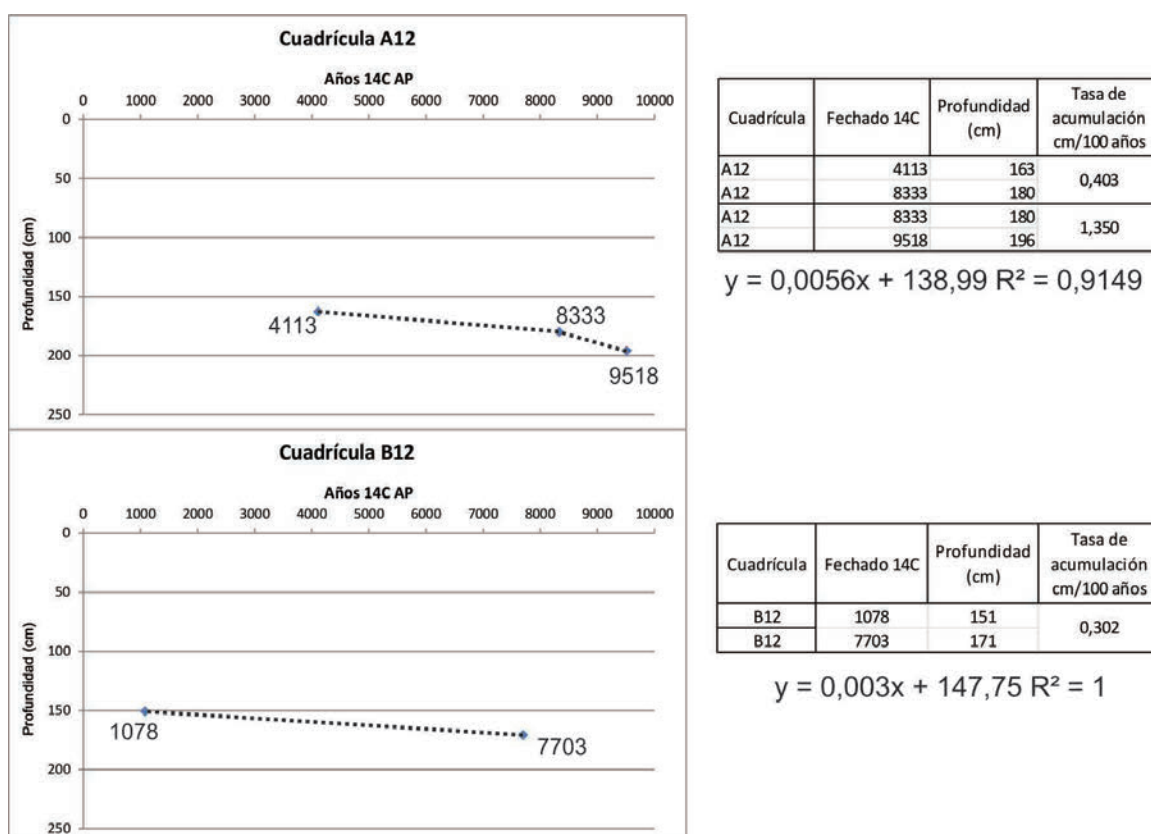 Cuadrícula A12
Años 14C AP
0 1000 2000 3000 4000 5000 6000 7000 8000 9000 10000
0
50
100
150
200
250
Profundidad (cm)
4113
8333
9518
Cuadrícula Fechado 14C Profundidad (cm) Tasa de acumulación cm/100 años
A12 4113 163 0,403
A12 8333 180
A12 8333 180 1,350
A12 9518 196
y = 0,0056x + 138,99 R² = 0,9149
Cuadrícula B12
Años 14C AP
0 1000 2000 3000 4000 5000 6000 7000 8000 9000 10000
0
50
100
150
200
250
Profundidad (cm)
1078
7703
Cuadrícula Fechado 14C Profundidad (cm) Tasa de acumulación cm/100 años
B12 1078 151 0,302
B12 7703 171
y = 0,003x + 147,75 R² = 1